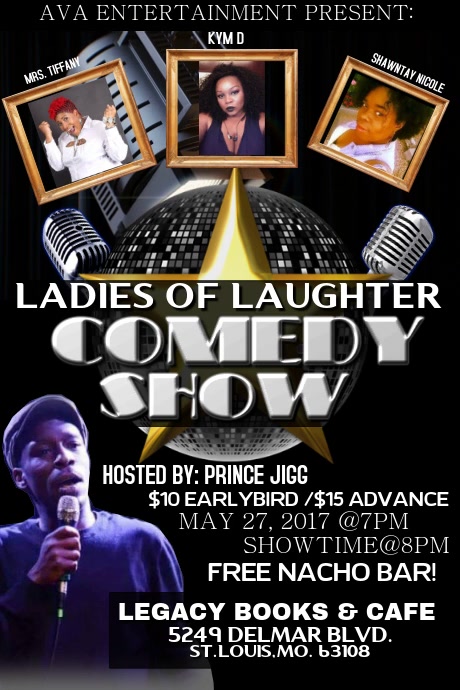 AVA ENTERTAINMENT PRESENT:
KYM D
MRS. TIFFANY
SHAWNTAY NICOLE
LADIES OF LAUGHTER
COMEDY
SHOW
HOSTED BY: PRINCE JIGG
$10 EARLYBIRD /$15 ADVANCE
MAY 27, 2017 @7PM
SHOWTIME@8PM
FREE NACHO BAR!
LEGACY BOOKS & CAFE
5249 DELMAR BLVD.
ST.LOUIS,MO. 63108